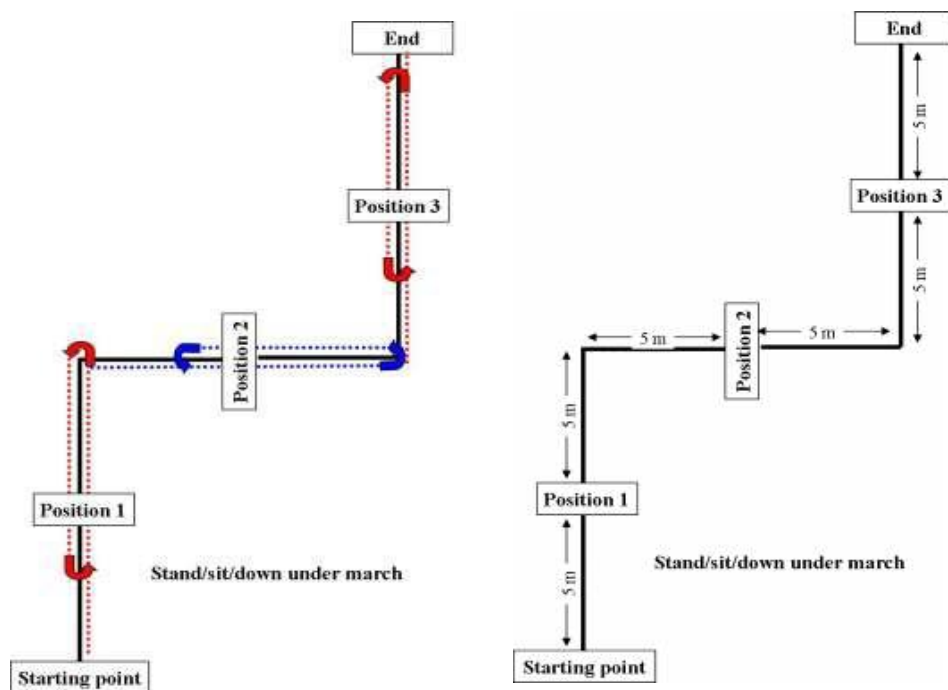 End
Position 3
Position 2
Position 1
Stand/sit/down under march
Starting point
End
5 m
Position 3
5 m
5 m
5 m
Position 2
5 m
Position 1
Stand/sit/down under march
5 m
Starting point